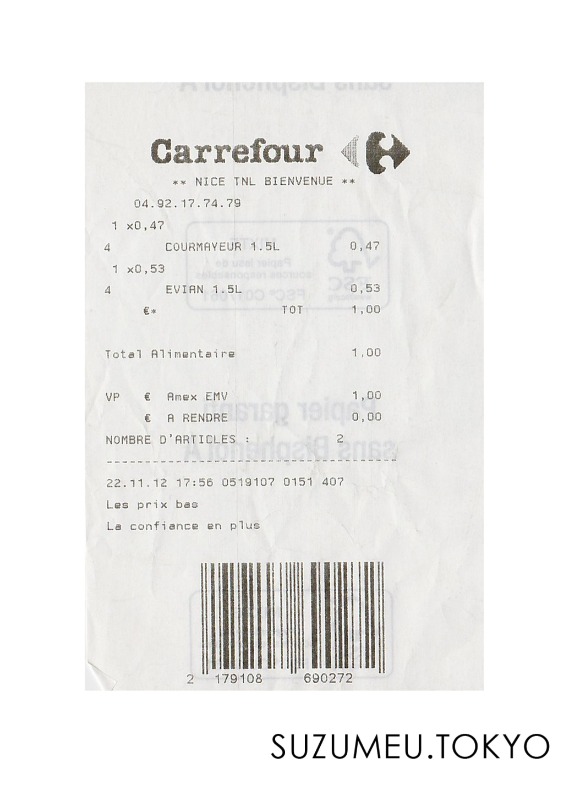 Carrefour
** NICE TNL BIENVENUE **
04.92.17.74.79
1 x0,47
4 COURMAYEUR 1.5L 0,47
1 x0,53
4 EVIAN 1.5L 0,53
€* TOT 1,00
Total Alimentaire 1,00
VP € Amex EMV 1,00
€ A RENDRE 0,00
NOMBRE D'ARTICLES : 2
----------------------------------------
22.11.12 17:56 0519107 0151 407
Les prix bas
La confiance en plus
2 179108 690272
SUZUMEU.TOKYO